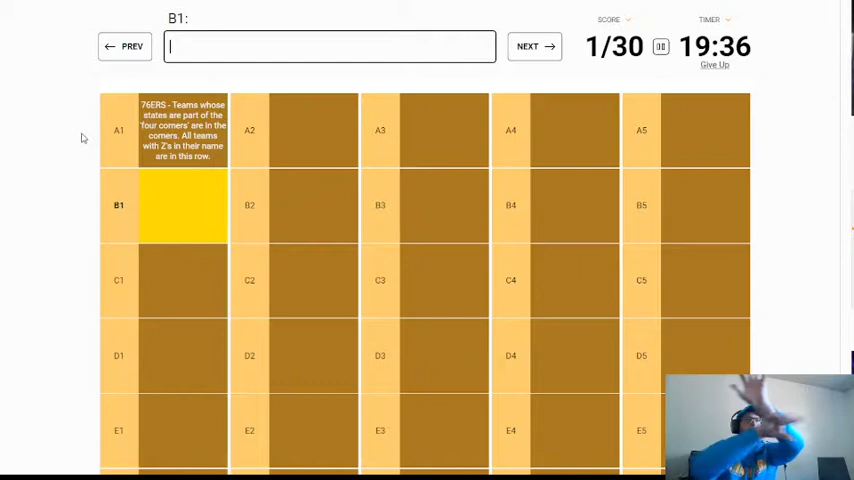 B1:
PREV
NEXT
SCORE
1/30
TIMER
19:36
Give Up
A1
76ERS - Teams whose
states are part of the
'four corners' are in the
corners. All teams
with Z's in their name
are in this row.
A2
A3
A4
A5
B1
B2
B3
B4
B5
C1
C2
C3
C4
C5
D1
D2
D3
D4
D5
E1
E2
E3
E4
E5